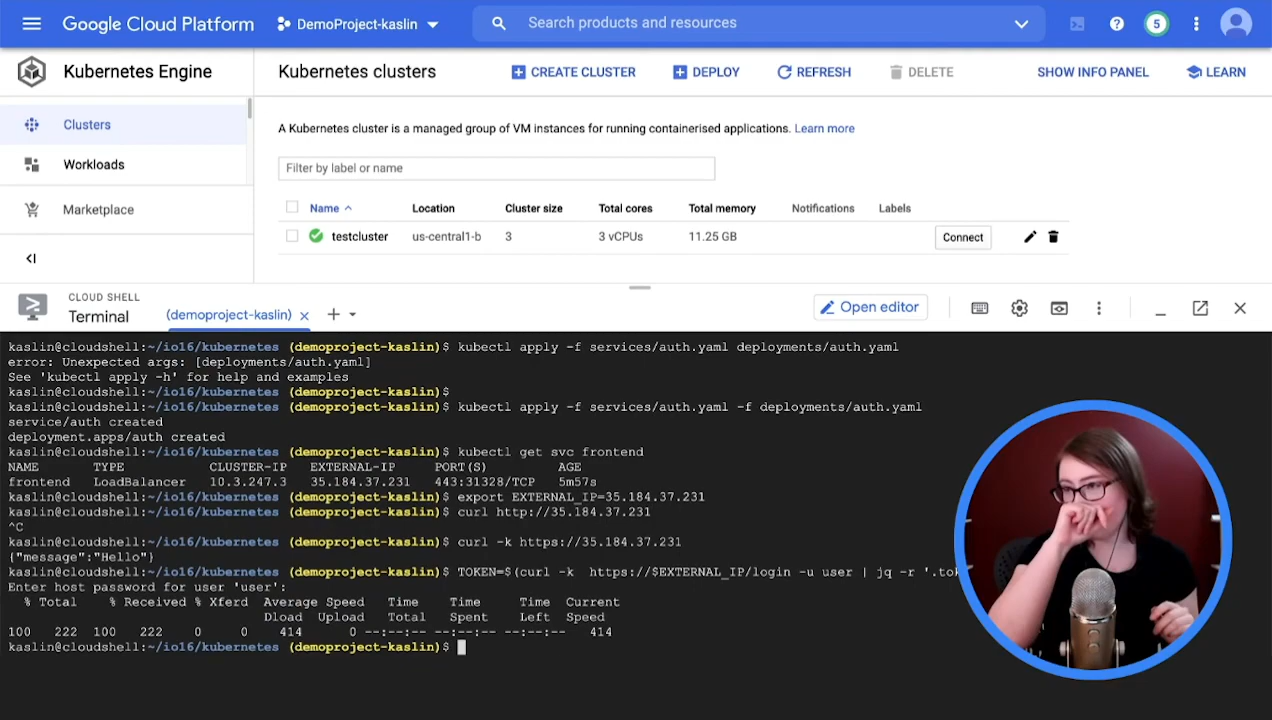 Google Cloud Platform DemoProject-kaslin Search products and resources 5
Kubernetes Engine Kubernetes clusters CREATE CLUSTER DEPLOY REFRESH DELETE SHOW INFO PANEL LEARN
Clusters
Workloads
Marketplace
A Kubernetes cluster is a managed group of VM instances for running containerised applications. Learn more
Filter by label or name
Name Location Cluster size Total cores Total memory Notifications Labels
testcluster us-central1-b 3 3 vCPUs 11.25 GB Connect
CLOUD SHELL
Terminal (demoproject-kaslin) Open editor
kaslin@cloudshell:~/io16/kubernetes (demoproject-kaslin)$ kubectl apply -f services/auth.yaml deployments/auth.yaml
error: Unexpected args: [deployments/auth.yaml]
See 'kubectl apply -h' for help and examples
kaslin@cloudshell:~/io16/kubernetes (demoproject-kaslin)$
kaslin@cloudshell:~/io16/kubernetes (demoproject-kaslin)$ kubectl apply -f services/auth.yaml -f deployments/auth.yaml
service/auth created
deployment.apps/auth created
kaslin@cloudshell:~/io16/kubernetes (demoproject-kaslin)$ kubectl get svc frontend
NAME TYPE CLUSTER-IP EXTERNAL-IP PORT(S) AGE
frontend LoadBalancer 10.3.247.3 35.184.37.231 443:31328/TCP 5m57s
kaslin@cloudshell:~/io16/kubernetes (demoproject-kaslin)$ export EXTERNAL_IP=35.184.37.231
kaslin@cloudshell:~/io16/kubernetes (demoproject-kaslin)$ curl http://35.184.37.231
^C
kaslin@cloudshell:~/io16/kubernetes (demoproject-kaslin)$ curl -k https://35.184.37.231
{"message":"Hello"}
kaslin@cloudshell:~/io16/kubernetes (demoproject-kaslin)$ TOKEN=$(curl -k https://$EXTERNAL_IP/login -u user | jq -r '.tok
Enter host password for user 'user':
% Total % Received % Xferd Average Speed Time Time Time Current
Dload Upload Total Spent Left Speed
100 222 100 222 0 0 414 0 --:--:-- --:--:-- --:--:-- 414
kaslin@cloudshell:~/io16/kubernetes (demoproject-kaslin)$